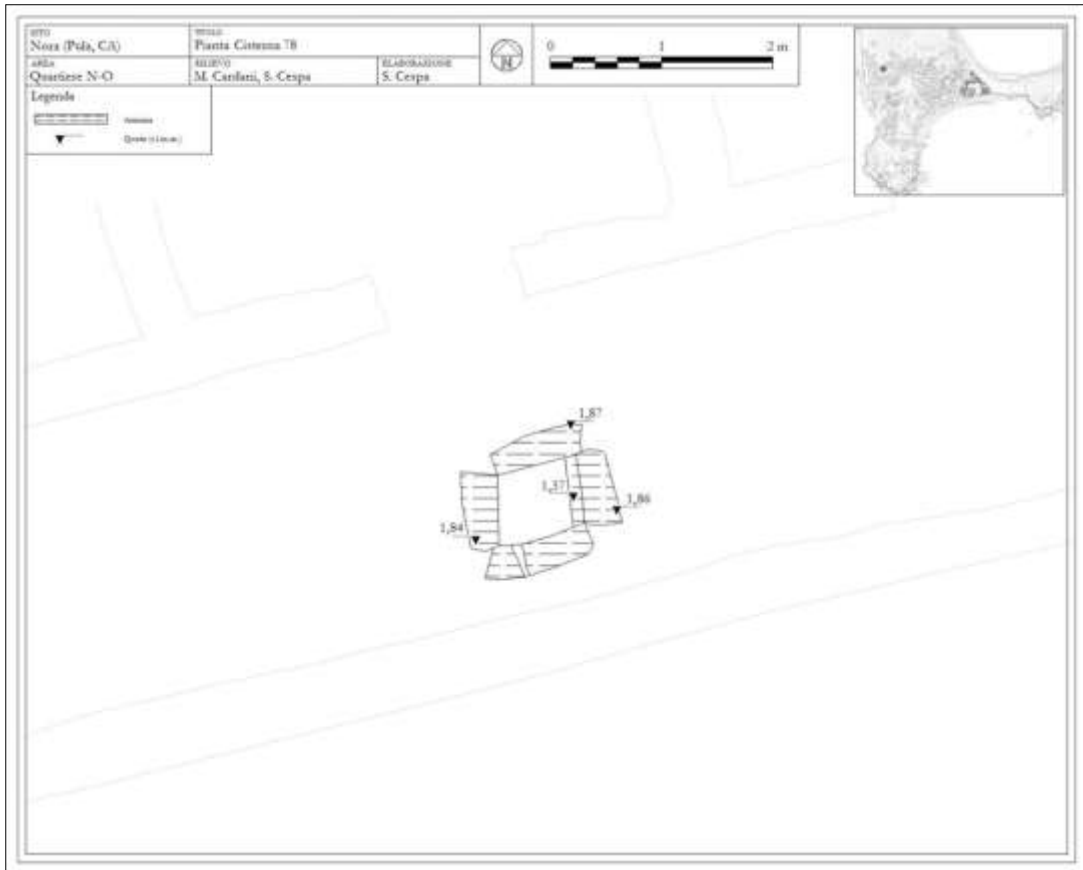 SITO
Nora (Pula, CA)
TITOLO
Pianta Cisterna 78
AREA
Quartiere N-O
RILIEVO
M. Cardani, S. Cespa
ELABORAZIONE
S. Cespa
N
0 1 2 m
Legenda
Quote (s.l.m.m.)
1,87
1,37
1,86
1,84